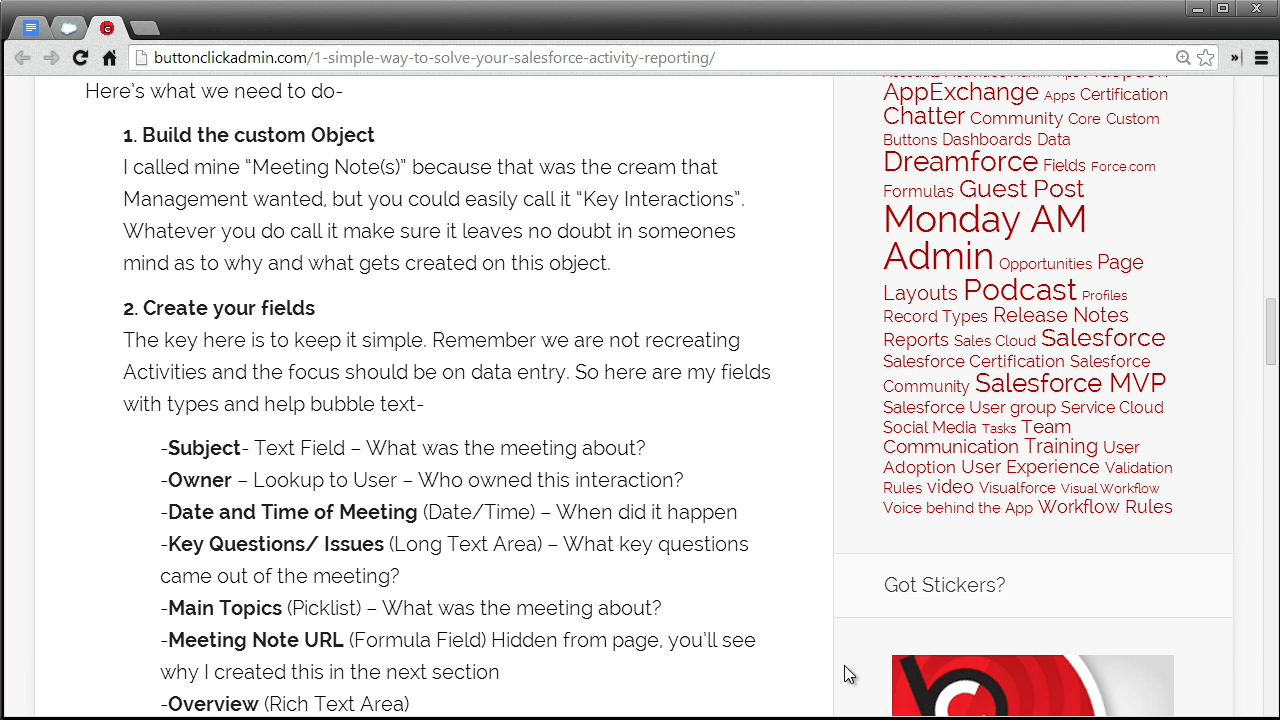 buttonclickadmin.com/1-simple-way-to-solve-your-salesforce-activity-reporting/
Here's what we need to do-
1. Build the custom Object
I called mine “Meeting Note(s)” because that was the cream that
Management wanted, but you could easily call it “Key Interactions”.
Whatever you do call it make sure it leaves no doubt in someones
mind as to why and what gets created on this object.
2. Create your fields
The key here is to keep it simple. Remember we are not recreating
Activities and the focus should be on data entry. So here are my fields
with types and help bubble text-
-Subject- Text Field – What was the meeting about?
-Owner – Lookup to User – Who owned this interaction?
-Date and Time of Meeting (Date/Time) – When did it happen
-Key Questions/ Issues (Long Text Area) – What key questions
came out of the meeting?
-Main Topics (Picklist) – What was the meeting about?
-Meeting Note URL (Formula Field) Hidden from page, you'll see
why I created this in the next section
-Overview (Rich Text Area)
AppExchange Apps Certification
Chatter Community Core Custom
Buttons Dashboards Data
Dreamforce Fields Force.com
Formulas Guest Post
Monday AM
Admin Opportunities Page
Layouts Podcast Profiles
Record Types Release Notes
Reports Sales Cloud Salesforce
Salesforce Certification Salesforce
Community Salesforce MVP
Salesforce User group Service Cloud
Social Media Tasks Team
Communication Training User
Adoption User Experience Validation
Rules video Visualforce Visual Workflow
Voice behind the App Workflow Rules
Got Stickers?